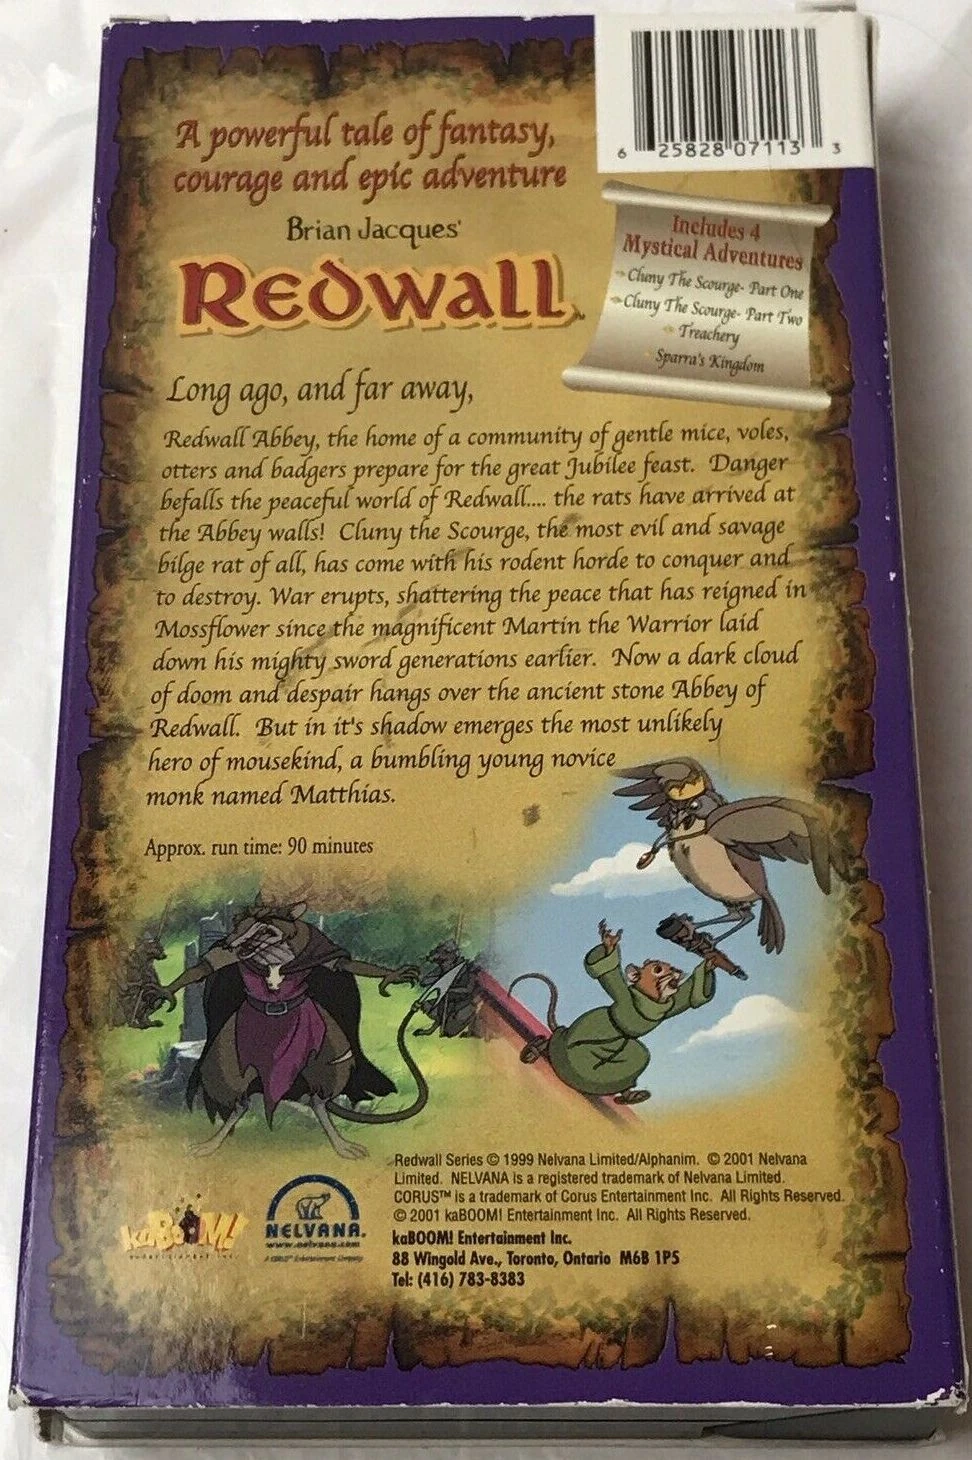 6 25828 07113 3
A powerful tale of fantasy,
courage and epic adventure
Brian Jacques'
REDWALL
Includes 4
Mystical Adventures
Cluny The Scourge- Part One
Cluny The Scourge- Part Two
Treachery
Sparra's Kingdom
Long ago, and far away,
Redwall Abbey, the home of a community of gentle mice, voles,
otters and badgers prepare for the great Jubilee feast. Danger
befalls the peaceful world of Redwall.... the rats have arrived at
the Abbey walls! Cluny the Scourge, the most evil and savage
bilge rat of all, has come with his rodent horde to conquer and
to destroy. War erupts, shattering the peace that has reigned in
Mossflower since the magnificent Martin the Warrior laid
down his mighty sword generations earlier. Now a dark cloud
of doom and despair hangs over the ancient stone Abbey of
Redwall. But in it's shadow emerges the most unlikely
hero of mousekind, a bumbling young novice
monk named Matthias.
Approx. run time: 90 minutes
Redwall Series © 1999 Nelvana Limited/Alphanim. © 2001 Nelvana
Limited. NELVANA is a registered trademark of Nelvana Limited.
CORUS™ is a trademark of Corus Entertainment Inc. All Rights Reserved.
© 2001 kaBOOM! Entertainment Inc. All Rights Reserved.
kaBOOM! Entertainment Inc.
88 Wingold Ave., Toronto, Ontario M6B 1P5
Tel: (416) 783-8383
kaBOOM!
entertainment inc.
NELVANA.
www.nelvana.com
A CORUS™ Entertainment Company